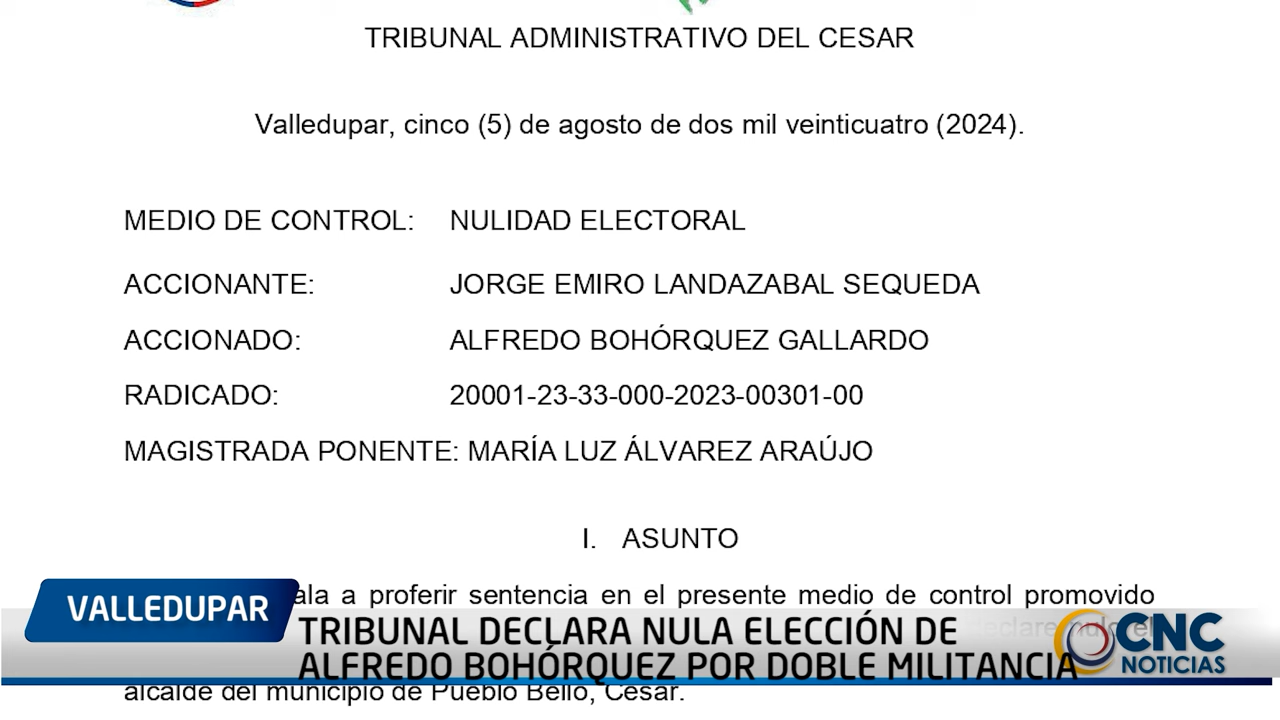 TRIBUNAL ADMINISTRATIVO DEL CESAR
Valledupar, cinco (5) de agosto de dos mil veinticuatro (2024).
MEDIO DE CONTROL: NULIDAD ELECTORAL
ACCIONANTE: JORGE EMIRO LANDAZABAL SEQUEDA
ACCIONADO: ALFREDO BOHÓRQUEZ GALLARDO
RADICADO: 20001-23-33-000-2023-00301-00
MAGISTRADA PONENTE: MARÍA LUZ ÁLVAREZ ARAÚJO
I. ASUNTO
a proferir sentencia en el presente medio de control promovido
VALLEDUPAR
TRIBUNAL DECLARA NULA ELECCIÓN DE
ALFREDO BOHÓRQUEZ POR DOBLE MILITANCIA
CNC
NOTICIAS
alcalde del municipio de Pueblo Bello, Cesar.